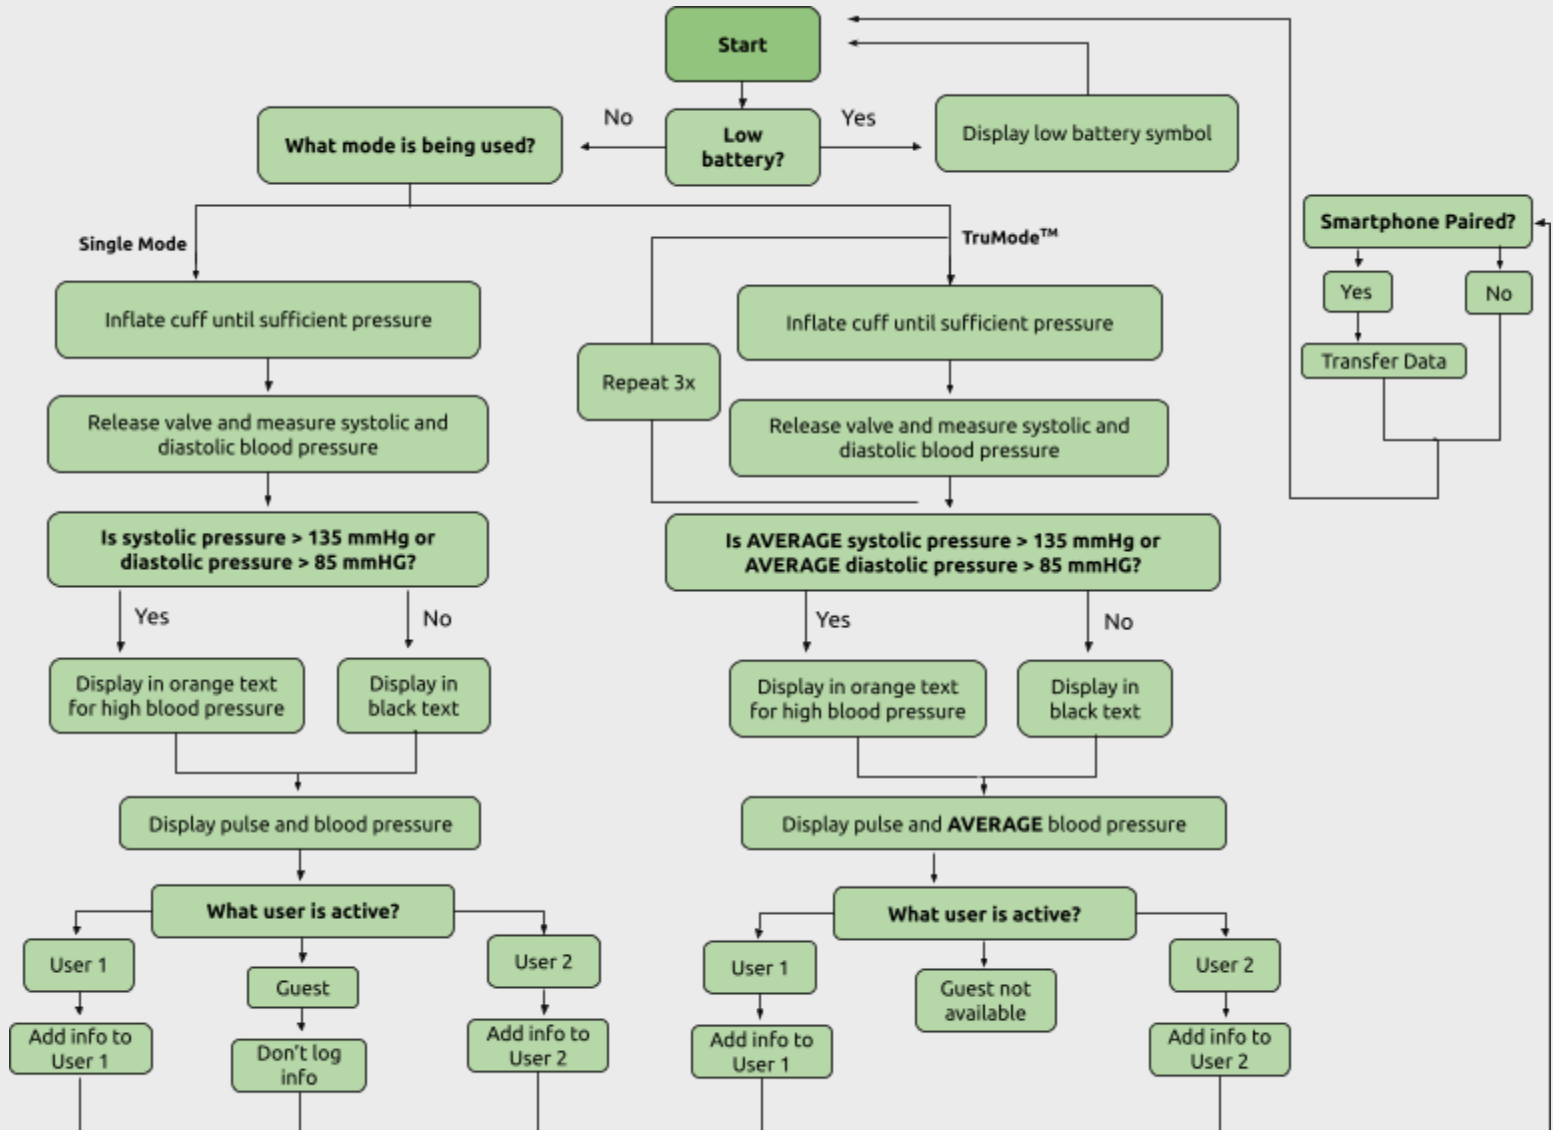 Start
No
Yes
What mode is being used?
Low
battery?
Display low battery symbol
Smartphone Paired?
Yes
No
Transfer Data
Single Mode
TruMode™
Inflate cuff until sufficient pressure
Release valve and measure systolic and
diastolic blood pressure
Is systolic pressure > 135 mmHg or
diastolic pressure > 85 mmHG?
Yes
No
Display in orange text
for high blood pressure
Display in
black text
Display pulse and blood pressure
What user is active?
User 1
Guest
User 2
Add info to
User 1
Don't log
info
Add info to
User 2
Inflate cuff until sufficient pressure
Repeat 3x
Release valve and measure systolic and
diastolic blood pressure
Is AVERAGE systolic pressure > 135 mmHg or
AVERAGE diastolic pressure > 85 mmHG?
Yes
No
Display in orange text
for high blood pressure
Display in
black text
Display pulse and AVERAGE blood pressure
What user is active?
User 1
Guest not
available
User 2
Add info to
User 1
Add info to
User 2